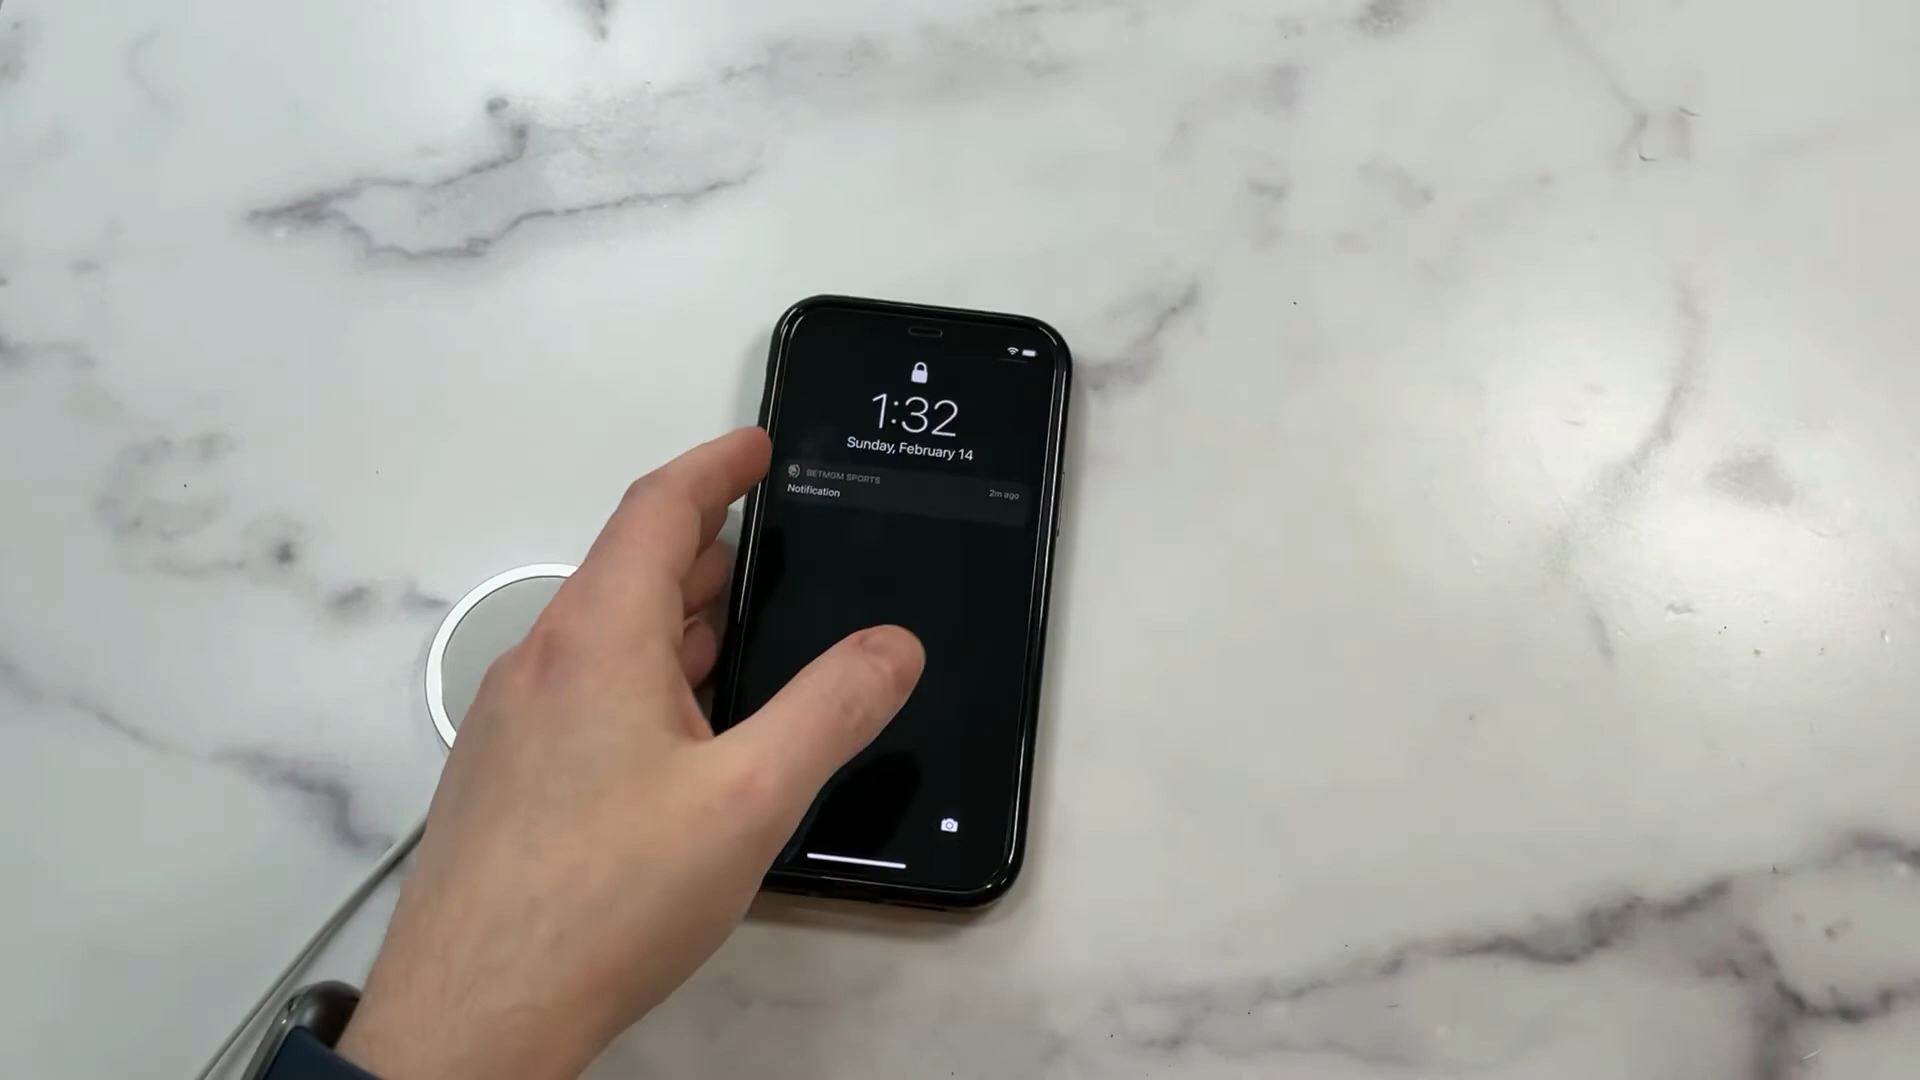 1:32
Sunday, February 14
BETMGM SPORTS
2m ago
Notification